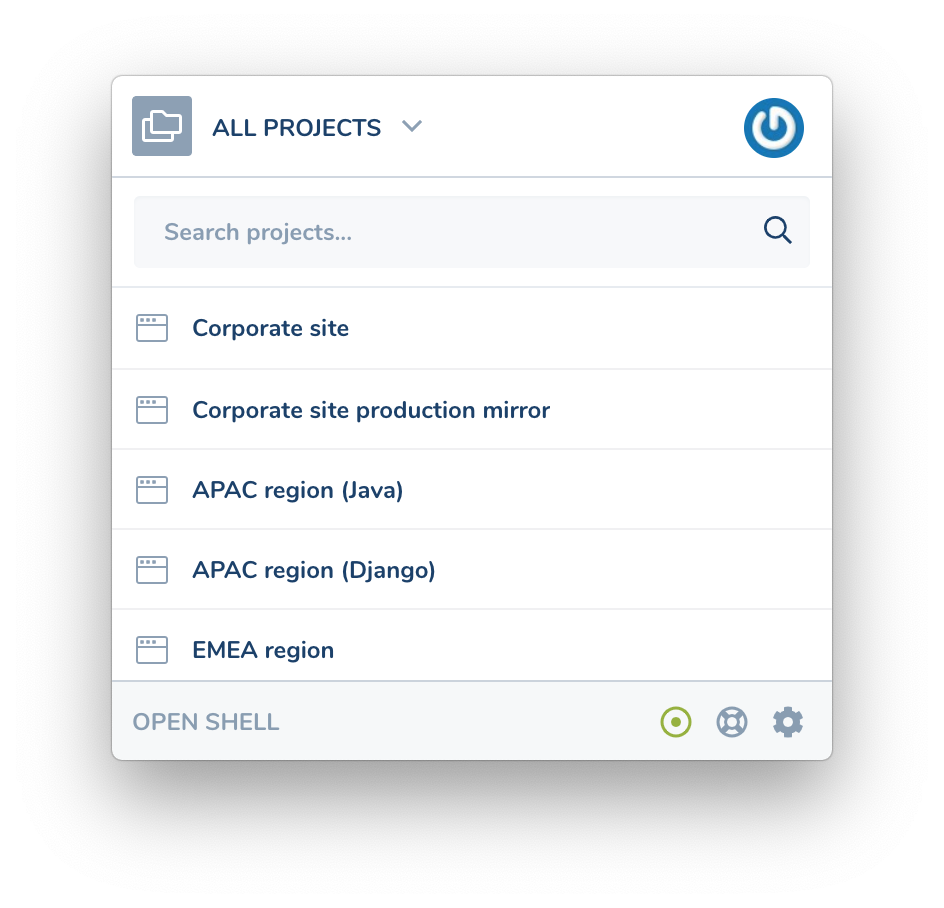 ALL PROJECTS
Search projects...
Corporate site
Corporate site production mirror
APAC region (Java)
APAC region (Django)
EMEA region
OPEN SHELL